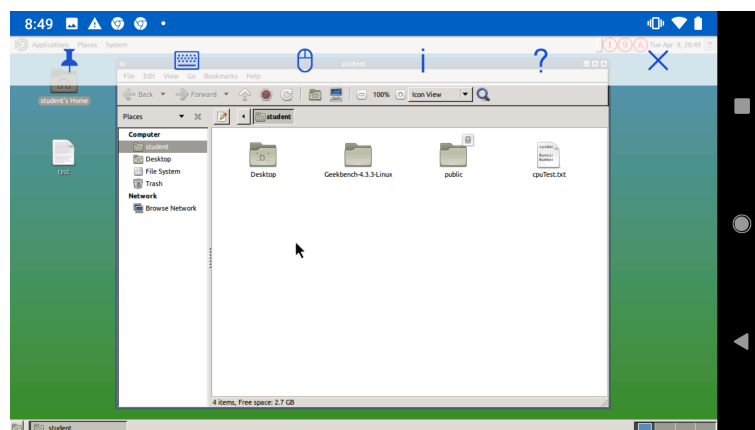 8:49
Applications Places System
1 9 A Tue Apr 9, 20:49
i ?
student
File Edit View Go Bookmarks Help
Back Forward 100% Icon View
student's Home
Places student
Computer
student
Desktop
File System
Trash
Network
Browse Network
test
Desktop Geekbench-4.3.3-Linux public cpuTest.txt
4 items, Free space: 2.7 GB
student